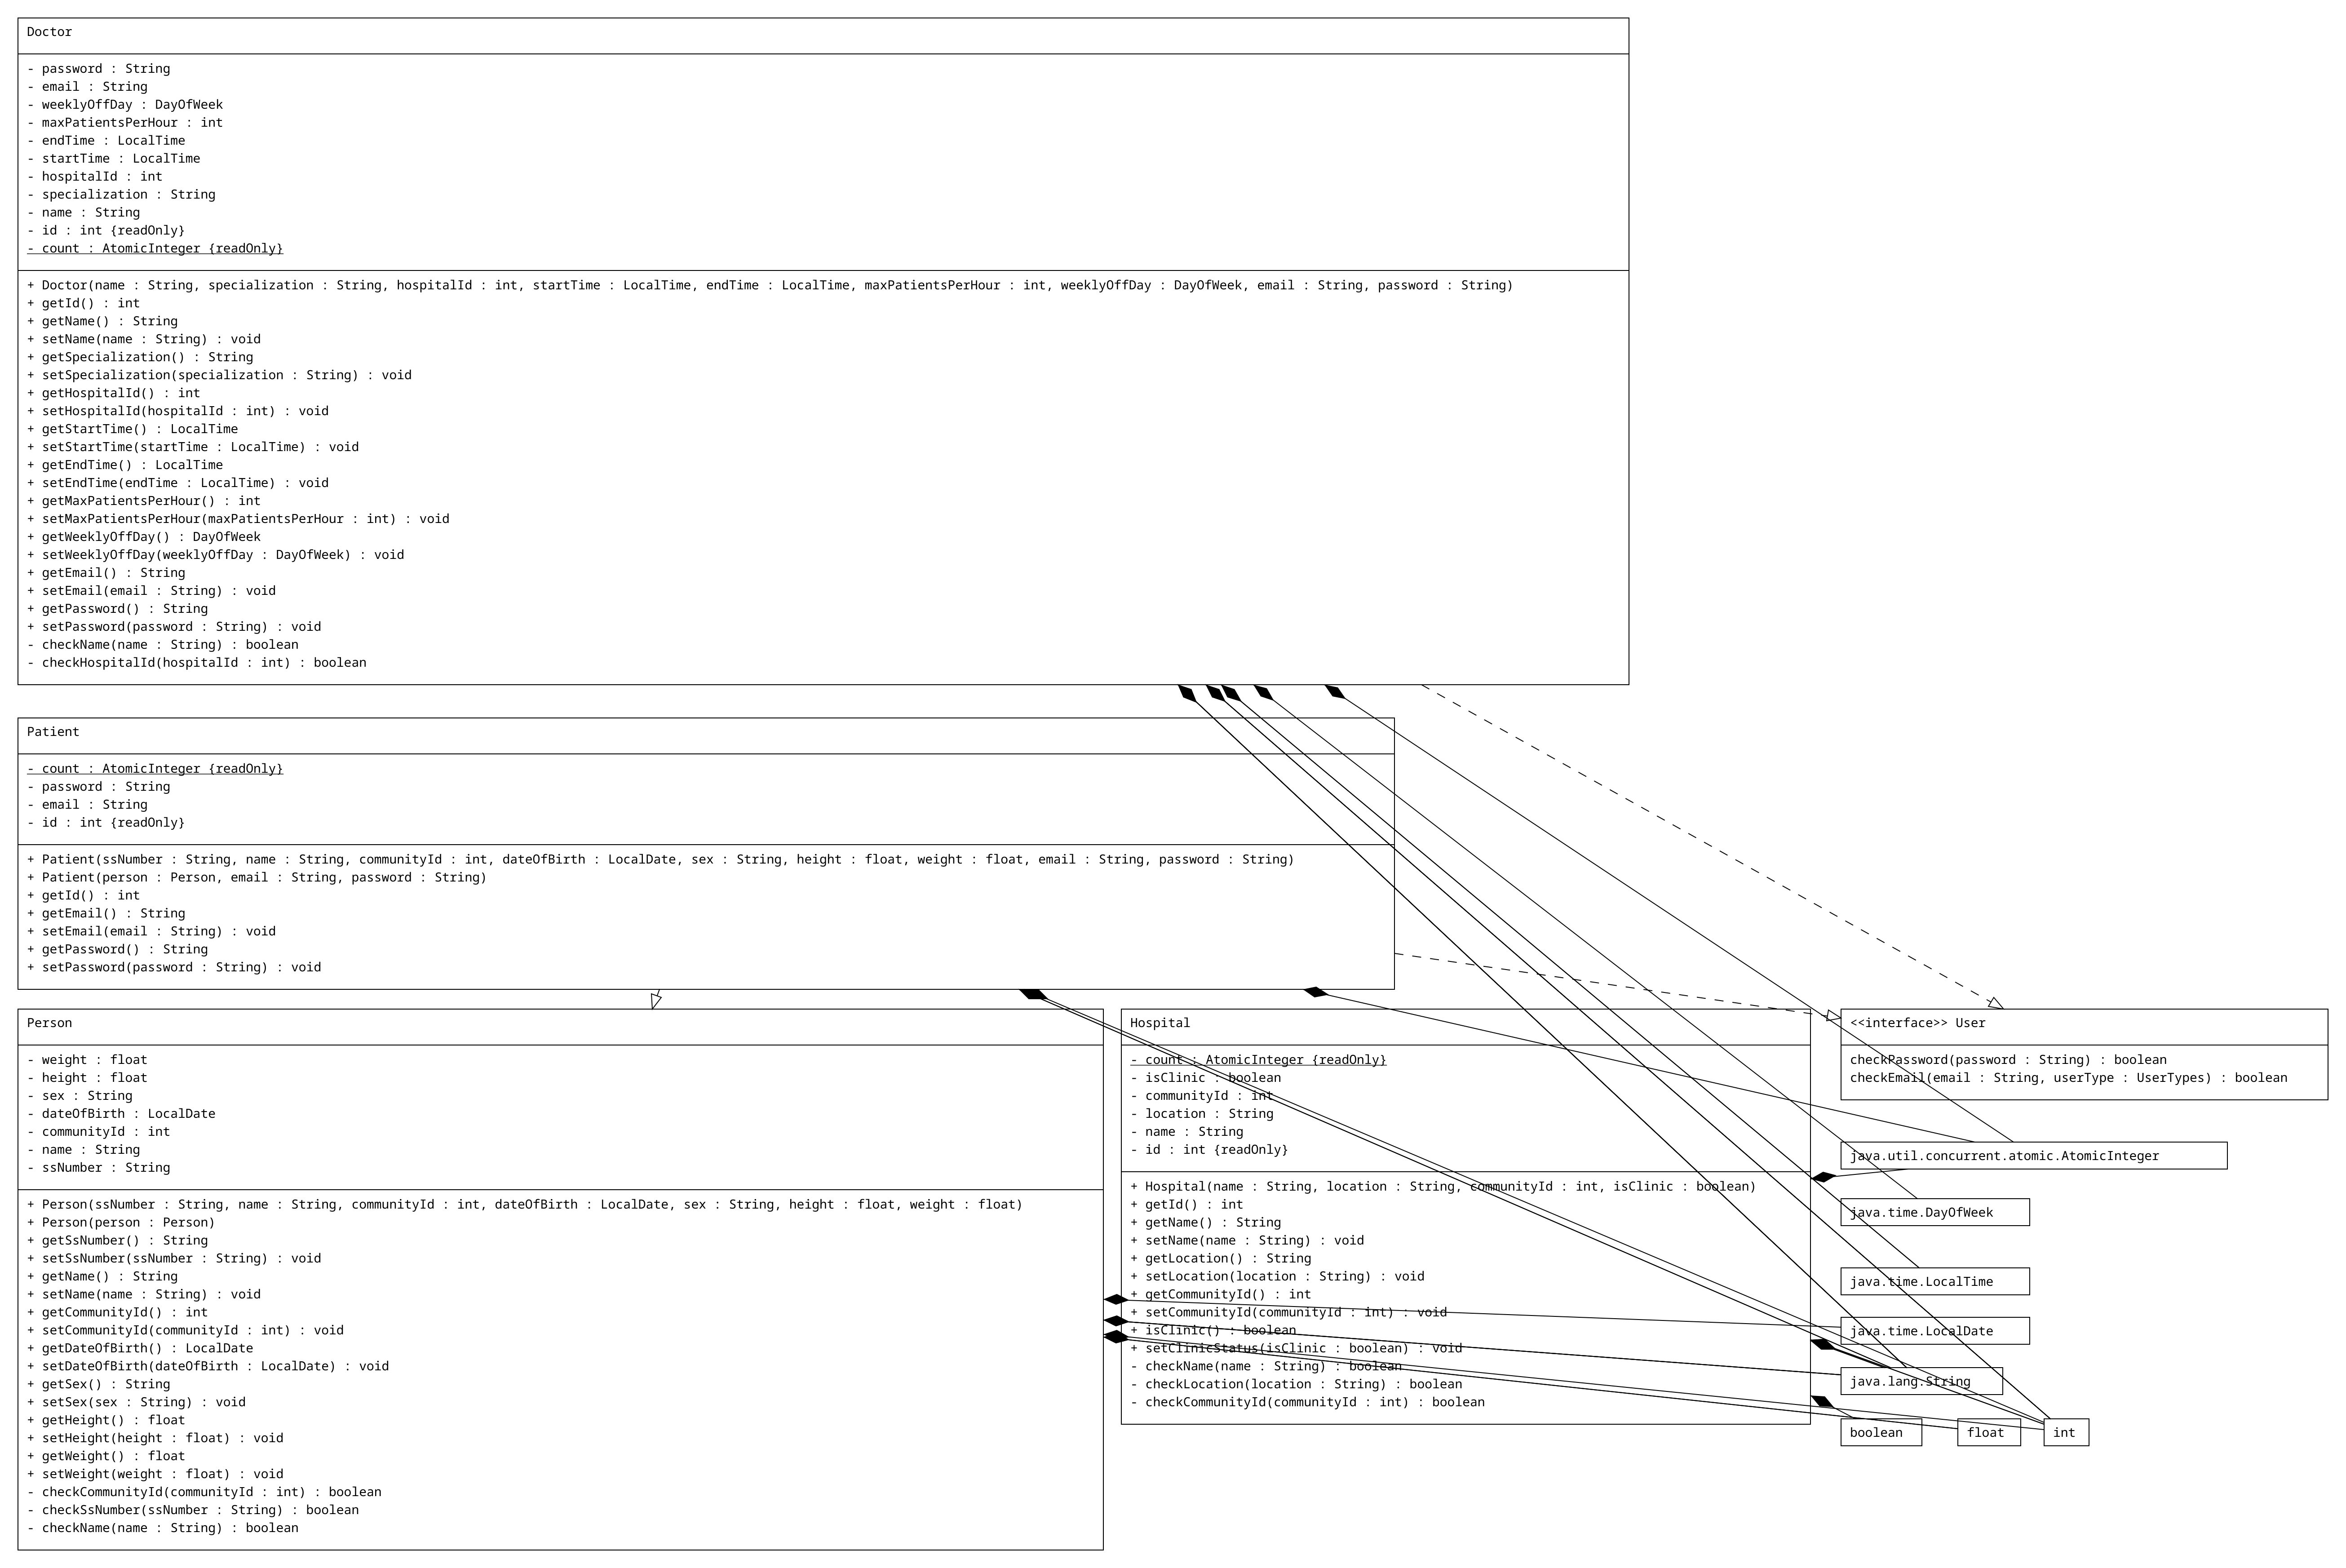 Doctor
- password : String
- email : String
- weeklyOffDay : DayOfWeek
- maxPatientsPerHour : int
- endTime : LocalTime
- startTime : LocalTime
- hospitalId : int
- specialization : String
- name : String
- id : int {readOnly}
- count : AtomicInteger {readOnly}
+ Doctor(name : String, specialization : String, hospitalId : int, startTime : LocalTime, endTime : LocalTime, maxPatientsPerHour : int, weeklyOffDay : DayOfWeek, email : String, password : String)
+ getId() : int
+ getName() : String
+ setName(name : String) : void
+ getSpecialization() : String
+ setSpecialization(specialization : String) : void
+ getHospitalId() : int
+ setHospitalId(hospitalId : int) : void
+ getStartTime() : LocalTime
+ setStartTime(startTime : LocalTime) : void
+ getEndTime() : LocalTime
+ setEndTime(endTime : LocalTime) : void
+ getMaxPatientsPerHour() : int
+ setMaxPatientsPerHour(maxPatientsPerHour : int) : void
+ getWeeklyOffDay() : DayOfWeek
+ setWeeklyOffDay(weeklyOffDay : DayOfWeek) : void
+ getEmail() : String
+ setEmail(email : String) : void
+ getPassword() : String
+ setPassword(password : String) : void
- checkName(name : String) : boolean
- checkHospitalId(hospitalId : int) : boolean
Patient
- count : AtomicInteger {readOnly}
- password : String
- email : String
- id : int {readOnly}
+ Patient(ssNumber : String, name : String, communityId : int, dateOfBirth : LocalDate, sex : String, height : float, weight : float, email : String, password : String)
+ Patient(person : Person, email : String, password : String)
+ getId() : int
+ getEmail() : String
+ setEmail(email : String) : void
+ getPassword() : String
+ setPassword(password : String) : void
Person
- weight : float
- height : float
- sex : String
- dateOfBirth : LocalDate
- communityId : int
- name : String
- ssNumber : String
+ Person(ssNumber : String, name : String, communityId : int, dateOfBirth : LocalDate, sex : String, height : float, weight : float)
+ Person(person : Person)
+ getSsNumber() : String
+ setSsNumber(ssNumber : String) : void
+ getName() : String
+ setName(name : String) : void
+ getCommunityId() : int
+ setCommunityId(communityId : int) : void
+ getDateOfBirth() : LocalDate
+ setDateOfBirth(dateOfBirth : LocalDate) : void
+ getSex() : String
+ setSex(sex : String) : void
+ getHeight() : float
+ setHeight(height : float) : void
+ getWeight() : float
+ setWeight(weight : float) : void
- checkCommunityId(communityId : int) : boolean
- checkSsNumber(ssNumber : String) : boolean
- checkName(name : String) : boolean
Hospital
- count : AtomicInteger {readOnly}
- isClinic : boolean
- communityId : int
- location : String
- name : String
- id : int {readOnly}
+ Hospital(name : String, location : String, communityId : int, isClinic : boolean)
+ getId() : int
+ getName() : String
+ setName(name : String) : void
+ getLocation() : String
+ setLocation(location : String) : void
+ getCommunityId() : int
+ setCommunityId(communityId : int) : void
+ isClinic() : boolean
+ setClinicStatus(isClinic : boolean) : void
- checkName(name : String) : boolean
- checkLocation(location : String) : boolean
- checkCommunityId(communityId : int) : boolean
<<interface>> User
checkPassword(password : String) : boolean
checkEmail(email : String, userType : UserTypes) : boolean
java.util.concurrent.atomic.AtomicInteger
java.time.DayOfWeek
java.time.LocalTime
java.time.LocalDate
java.lang.String
boolean
float
int